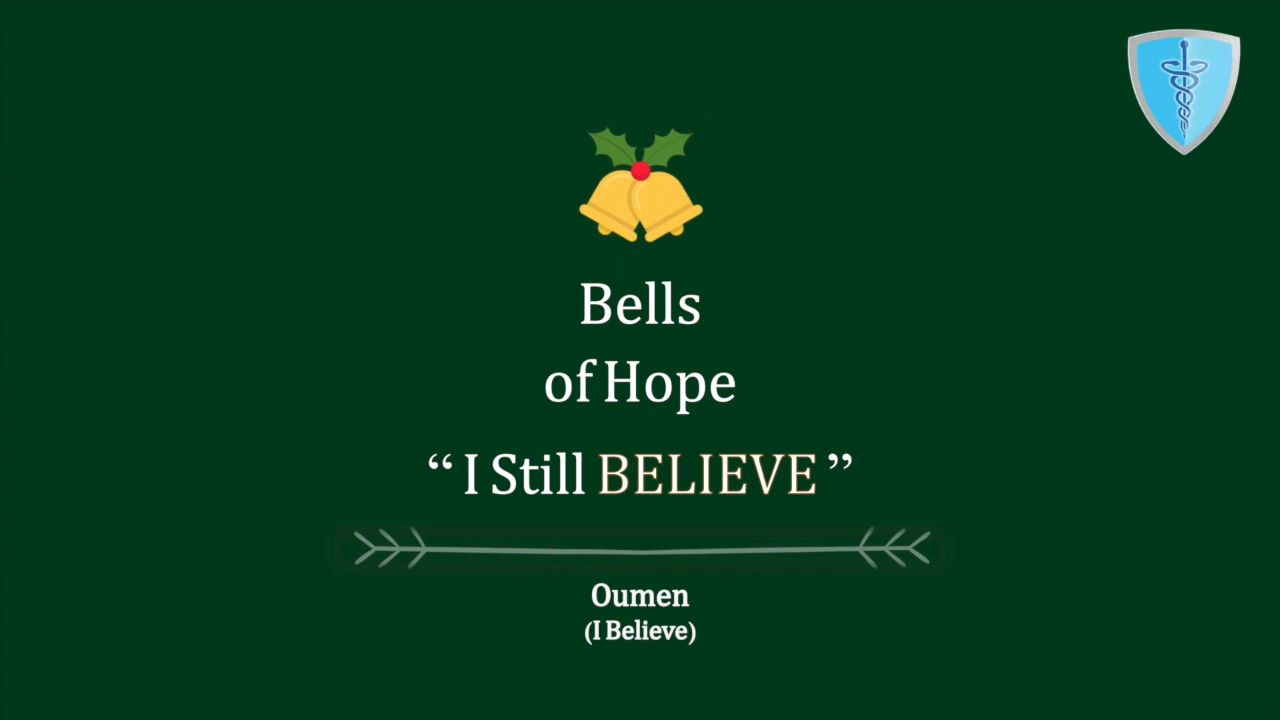 Bells
of Hope
“ I Still BELIEVE ”
Oumen
(I Believe)